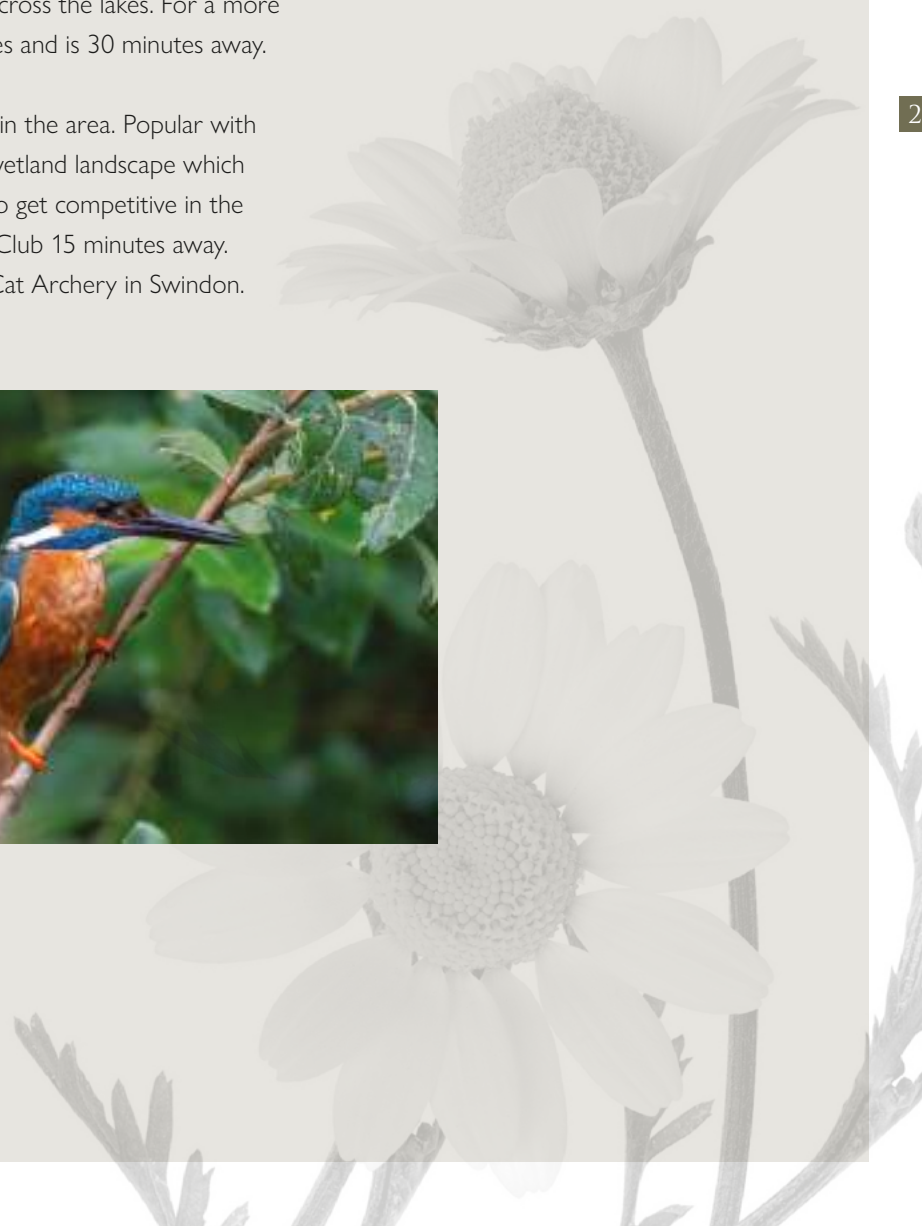 cross the lakes. For a more
es and is 30 minutes away.
in the area. Popular with
wetland landscape which
o get competitive in the
Club 15 minutes away.
Cat Archery in Swindon.
2